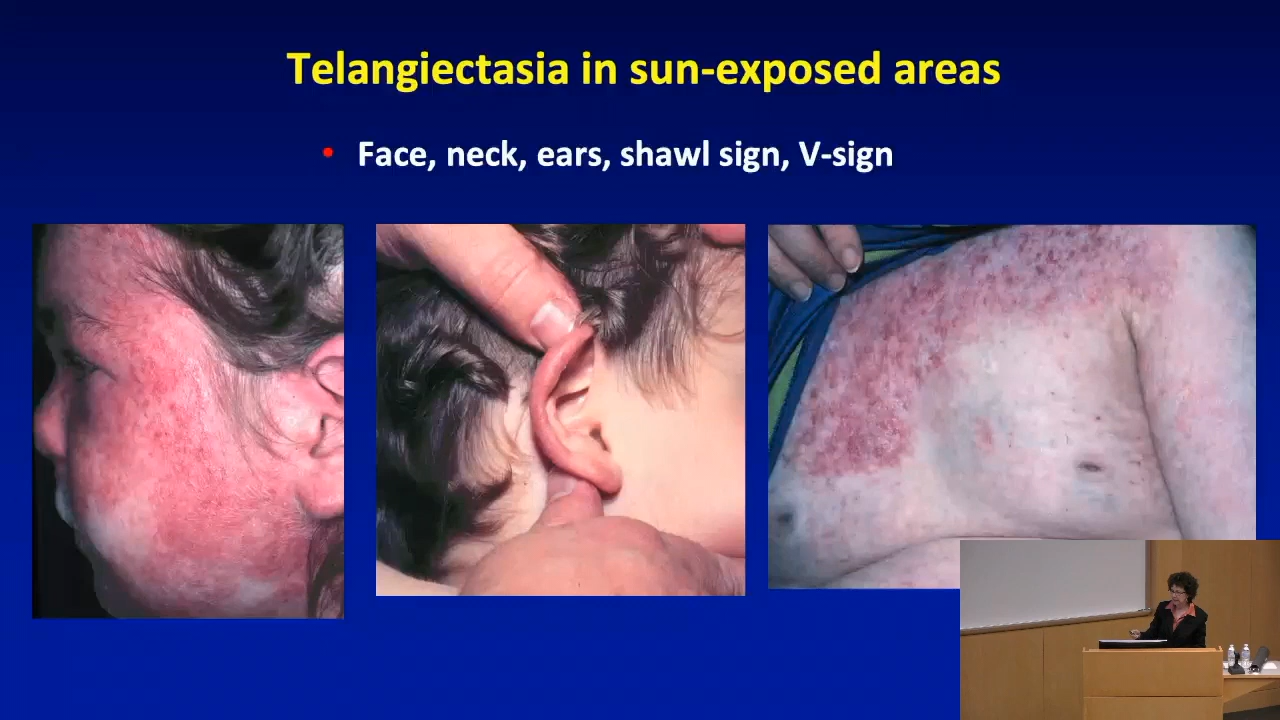 Telangiectasia in sun-exposed areas
• Face, neck, ears, shawl sign, V-sign